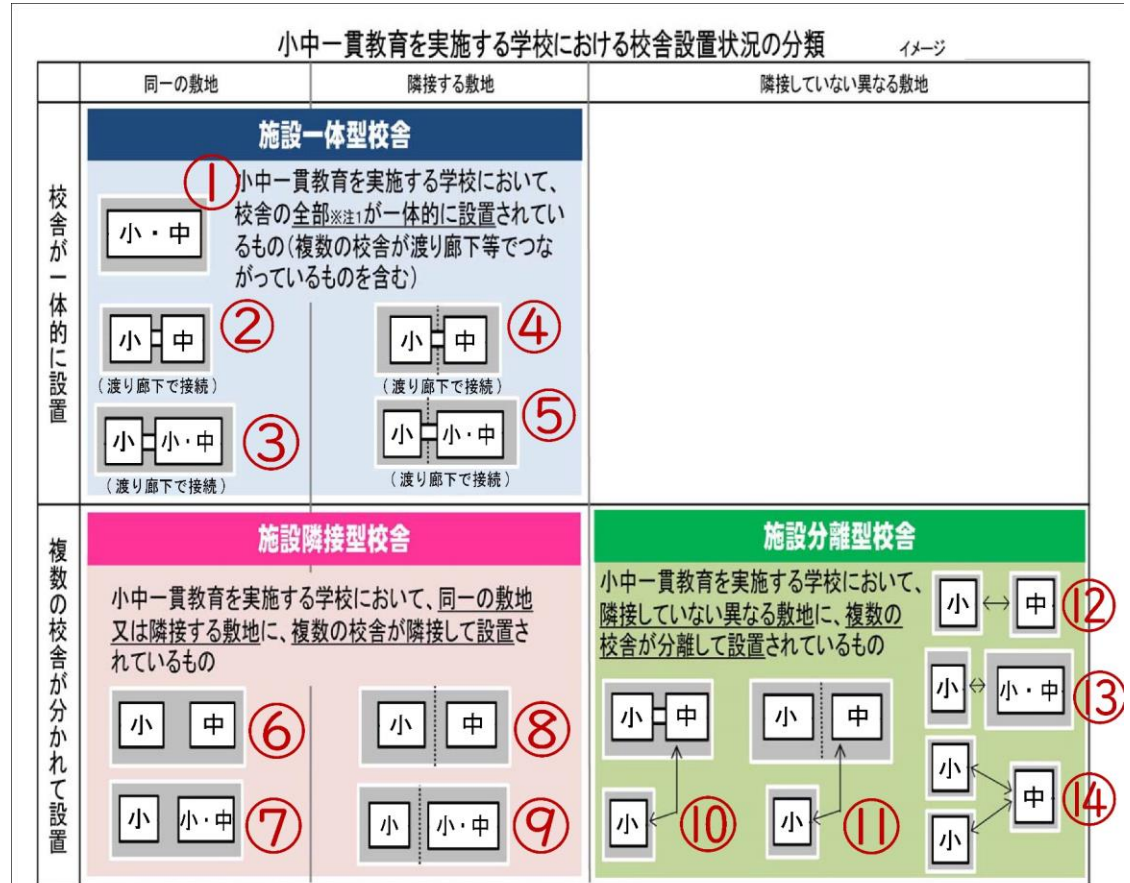 小中一貫教育を実施する学校における校舎設置状況の分類
イメージ
同一の敷地
隣接する敷地
隣接していない異なる敷地
校舎が一体的に設置
施設一体型校舎
①
小中一貫教育を実施する学校において、
校舎の全部※注1が一体的に設置されてい
るもの(複数の校舎が渡り廊下等でつな
がっているものを含む)
小・中
小 中
②
(渡り廊下で接続)
小 小・中
③
(渡り廊下で接続)
小 中
④
(渡り廊下で接続)
小 小・中
⑤
(渡り廊下で接続)
複数の校舎が分かれて設置
施設隣接型校舎
小中一貫教育を実施する学校において、同一の敷地
又は隣接する敷地に、複数の校舎が隣接して設置さ
れているもの
小 中
⑥
小 小・中
⑦
小 中
⑧
小 小・中
⑨
施設分離型校舎
小中一貫教育を実施する学校において、
隣接していない異なる敷地に、複数の
校舎が分離して設置されているもの
小 中
小
⑩
小 中
小
⑪
小 中
⑫
小 小・中
⑬
小
中
小
⑭